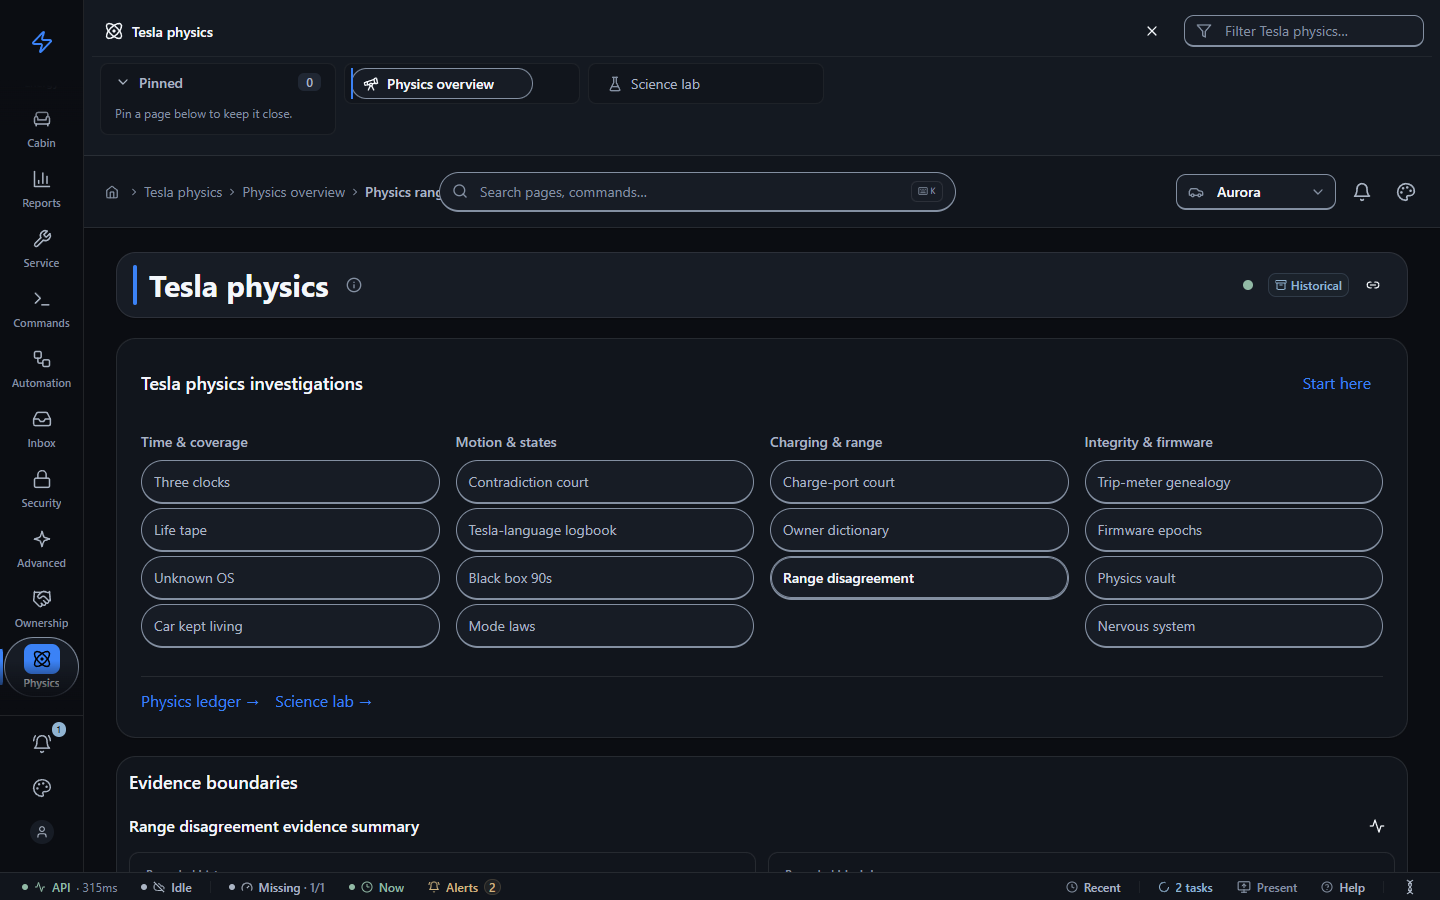 Tesla physics
Filter Tesla physics...
Pinned
0
Pin a page below to keep it close.
Physics overview
Science lab
Cabin
Reports
Service
Commands
Automation
Inbox
Security
Advanced
Ownership
Physics
1
Tesla physics
Physics overview
Physics rang
Search pages, commands...
K
Aurora
Tesla physics
Historical
Tesla physics investigations
Start here
Time & coverage
Motion & states
Charging & range
Integrity & firmware
Three clocks
Contradiction court
Charge-port court
Trip-meter genealogy
Life tape
Tesla-language logbook
Owner dictionary
Firmware epochs
Unknown OS
Black box 90s
Range disagreement
Physics vault
Car kept living
Mode laws
Nervous system
Physics ledger →
Science lab →
Evidence boundaries
Range disagreement evidence summary
API · 315ms
Idle
Missing · 1/1
Now
Alerts 2
Recent
2 tasks
Present
Help